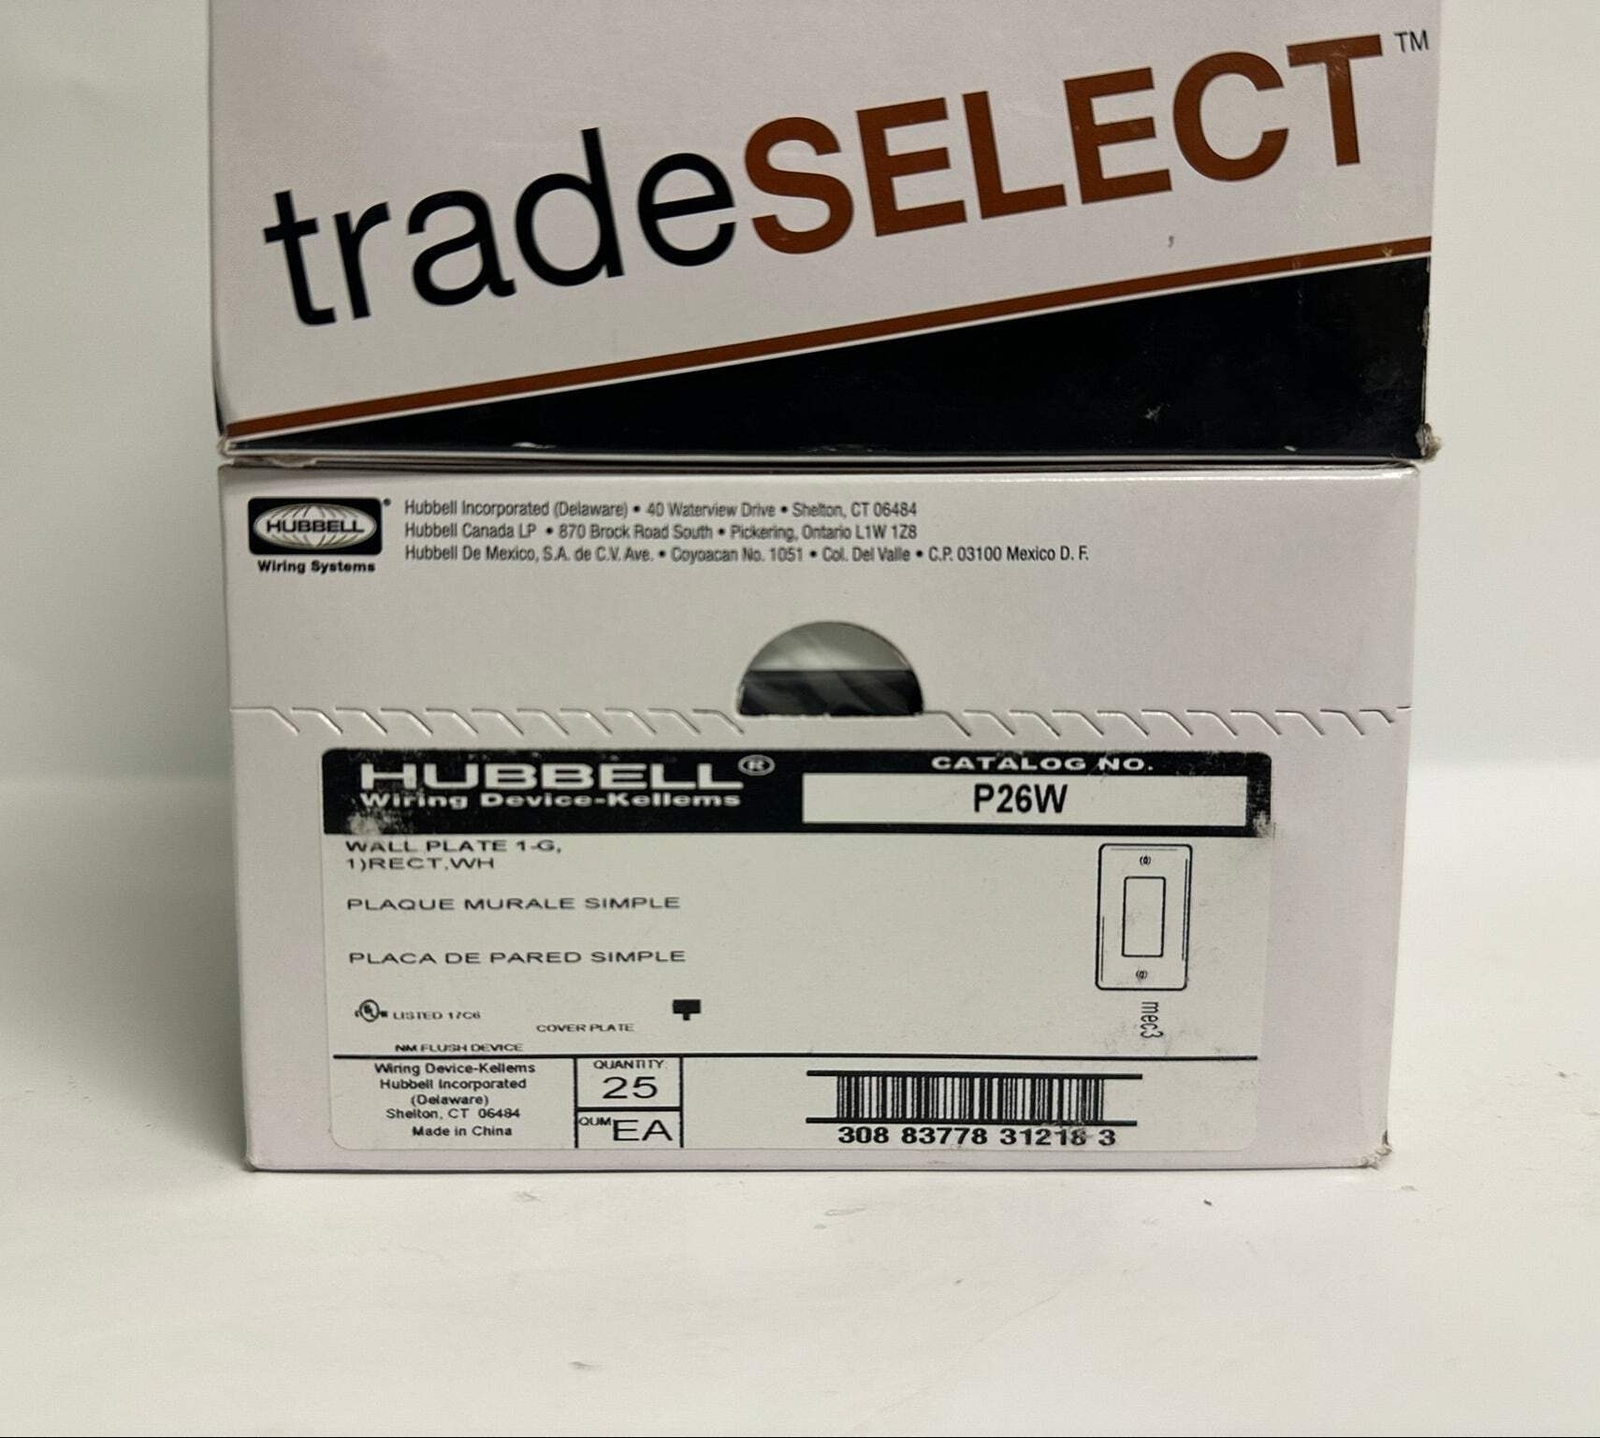 tradeSELECT™
HUBBELL®
Wiring Systems
Hubbell Incorporated (Delaware) • 40 Waterview Drive • Shelton, CT 06484
Hubbell Canada LP • 870 Brock Road South • Pickering, Ontario L1W 1Z8
Hubbell De Mexico, S.A. de C.V. Ave. • Coyoacan No. 1051 • Col. Del Valle • C.P. 03100 Mexico D. F.
HUBBELL®
Wiring Device-Kellems
CATALOG NO.
P26W
WALL PLATE 1-G,
1)RECT,WH
PLAQUE MURALE SIMPLE
PLACA DE PARED SIMPLE
UL LISTED 17C6
COVER PLATE
NM FLUSH DEVICE
mec3
Wiring Device-Kellems
Hubbell Incorporated
(Delaware)
Shelton, CT 06484
Made in China
QUANTITY
25
QUM EA
308 83778 31218 3